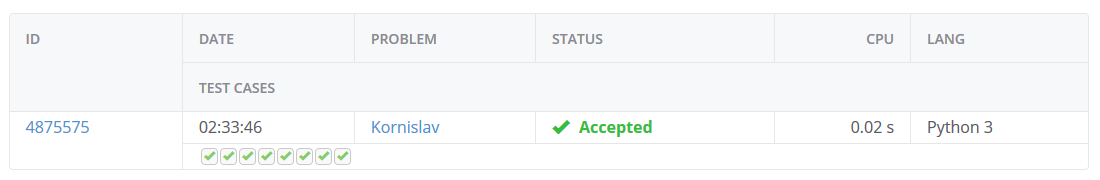 ID DATE PROBLEM STATUS CPU LANG
TEST CASES
4875575 02:33:46 Kornislav Accepted 0.02 s Python 3